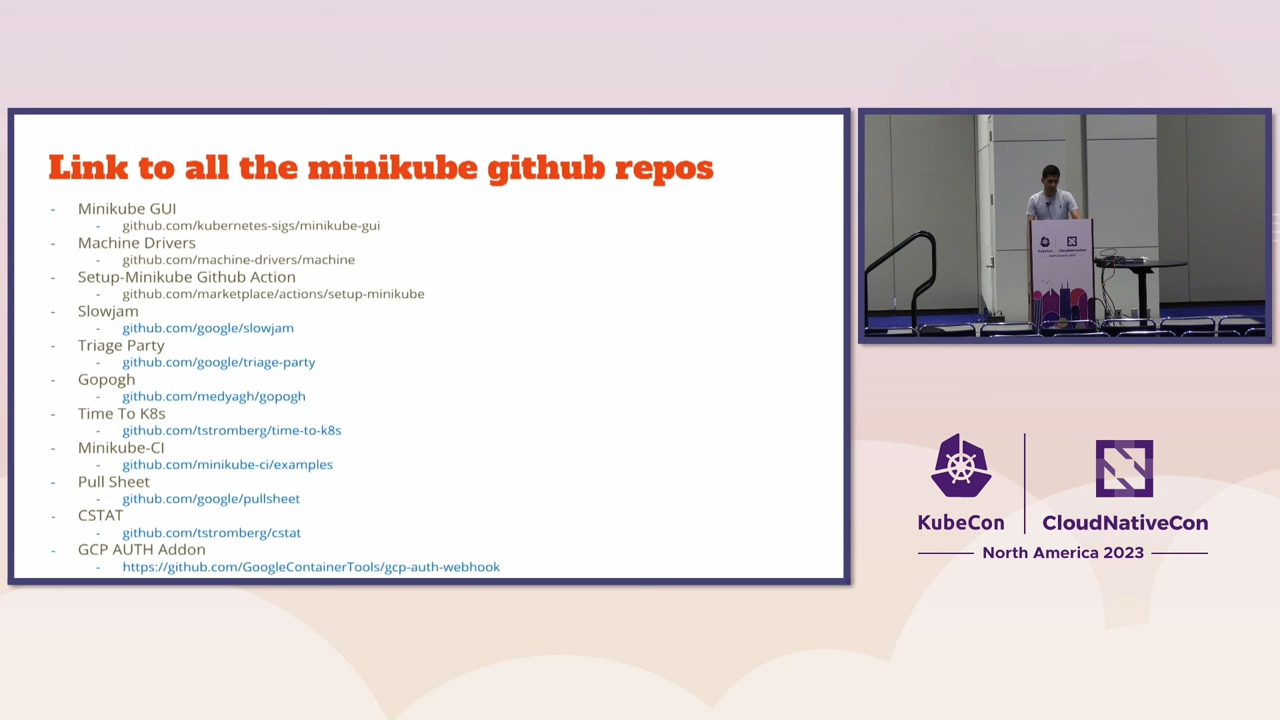 Link to all the minikube github repos
- Minikube GUI
- github.com/kubernetes-sigs/minikube-gui
- Machine Drivers
- github.com/machine-drivers/machine
- Setup-Minikube Github Action
- github.com/marketplace/actions/setup-minikube
- Slowjam
- github.com/google/slowjam
- Triage Party
- github.com/google/triage-party
- Gopogh
- github.com/medyagh/gopogh
- Time To K8s
- github.com/tstromberg/time-to-k8s
- Minikube-CI
- github.com/minikube-ci/examples
- Pull Sheet
- github.com/google/pullsheet
- CSTAT
- github.com/tstromberg/cstat
- GCP AUTH Addon
- https://github.com/GoogleContainerTools/gcp-auth-webhook
KubeCon CloudNativeCon
KubeCon CloudNativeCon
North America 2023